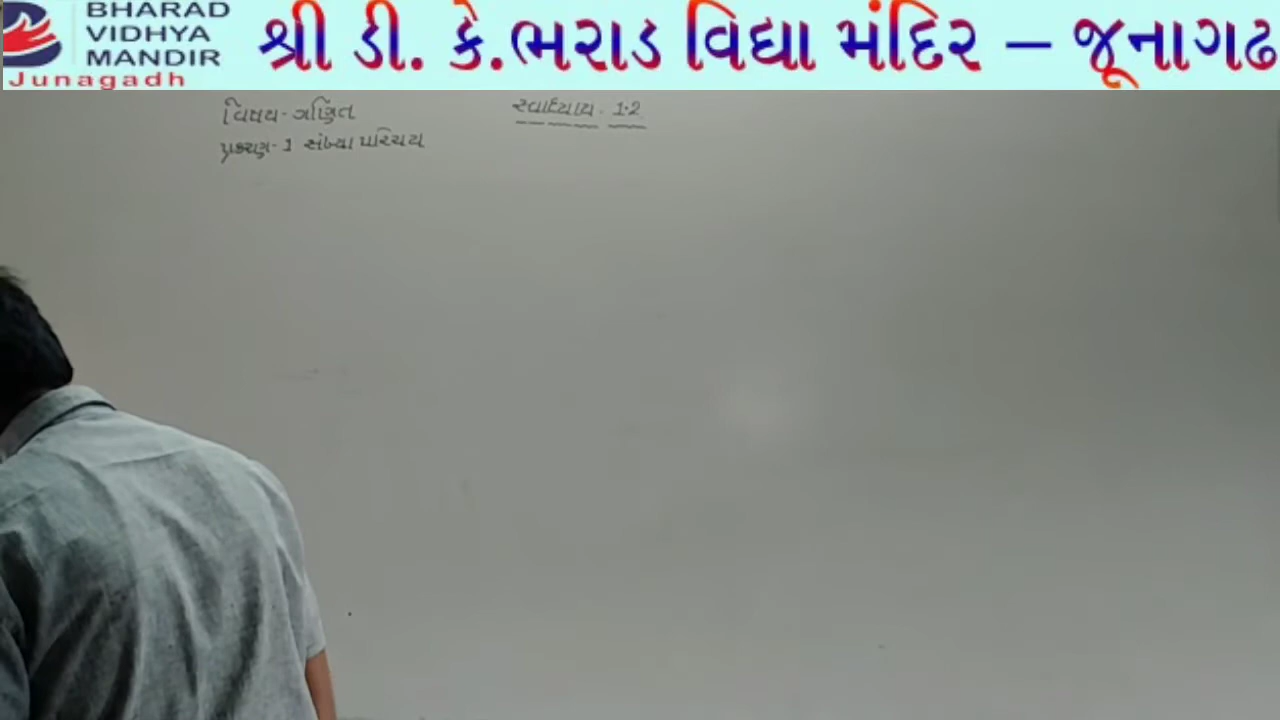 BHARAD
VIDHYA
MANDIR
Junagadh
શ્રી ડી. કે.ભરાડ વિદ્યા મંદિર – જૂનાગઢ
વિષય - ગણિત
સ્વાધ્યાય - 1.2
પ્રકરણ - 1 સંખ્યા પરિચય